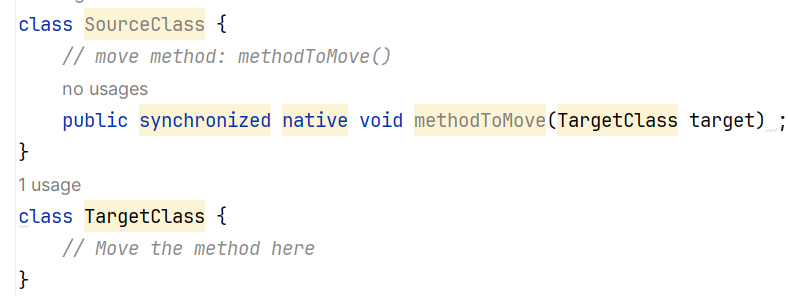 class SourceClass {
// move method: methodToMove()
no usages
public synchronized native void methodToMove(TargetClass target) ;
}
1 usage
class TargetClass {
// Move the method here
}